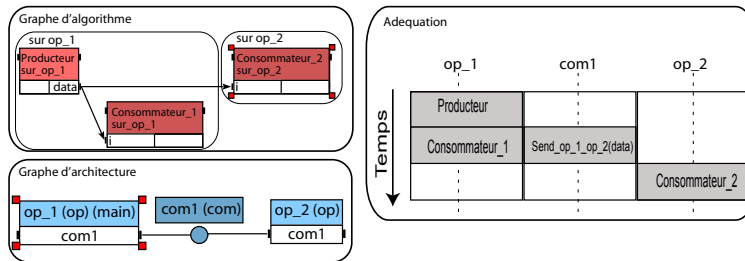 Graphe d'algorithme
sur op_1
sur op_2
Producteur
sur_op_1
data
Consommateur_2
sur_op_2
i
Consommateur_1
sur_op_1
i
Graphe d'architecture
op_1 (op) (main)
com1
com1 (com)
op_2 (op)
com1
Adequation
op_1 com1 op_2
Temps
Producteur
Consommateur_1 Send_op_1_op_2(data)
Consommateur_2